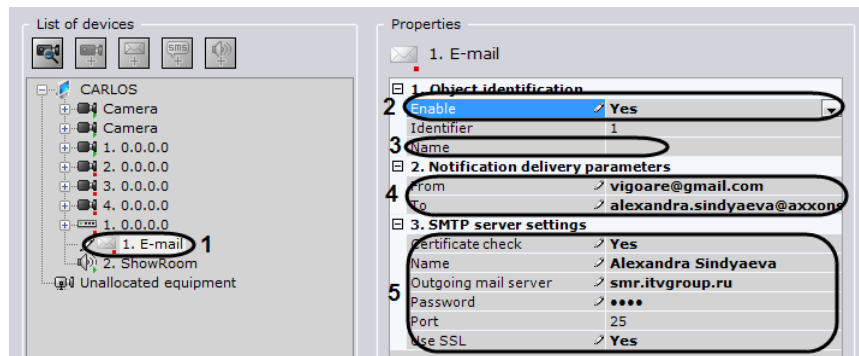 List of devices
SMS
CARLOS
Camera
Camera
1. 0.0.0.0
2. 0.0.0.0
3. 0.0.0.0
4. 0.0.0.0
1. 0.0.0.0
1. E-mail 1
2. ShowRoom
Unallocated equipment
Properties
1. E-mail
1. Object identification
2 Enable Yes
Identifier 1
3 Name
2. Notification delivery parameters
4
From vigoare@gmail.com
To alexandra.sindyaeva@axxons
3. SMTP server settings
5
Certificate check Yes
Name Alexandra Sindyaeva
Outgoing mail server smr.itvgroup.ru
Password ••••
Port 25
Use SSL Yes